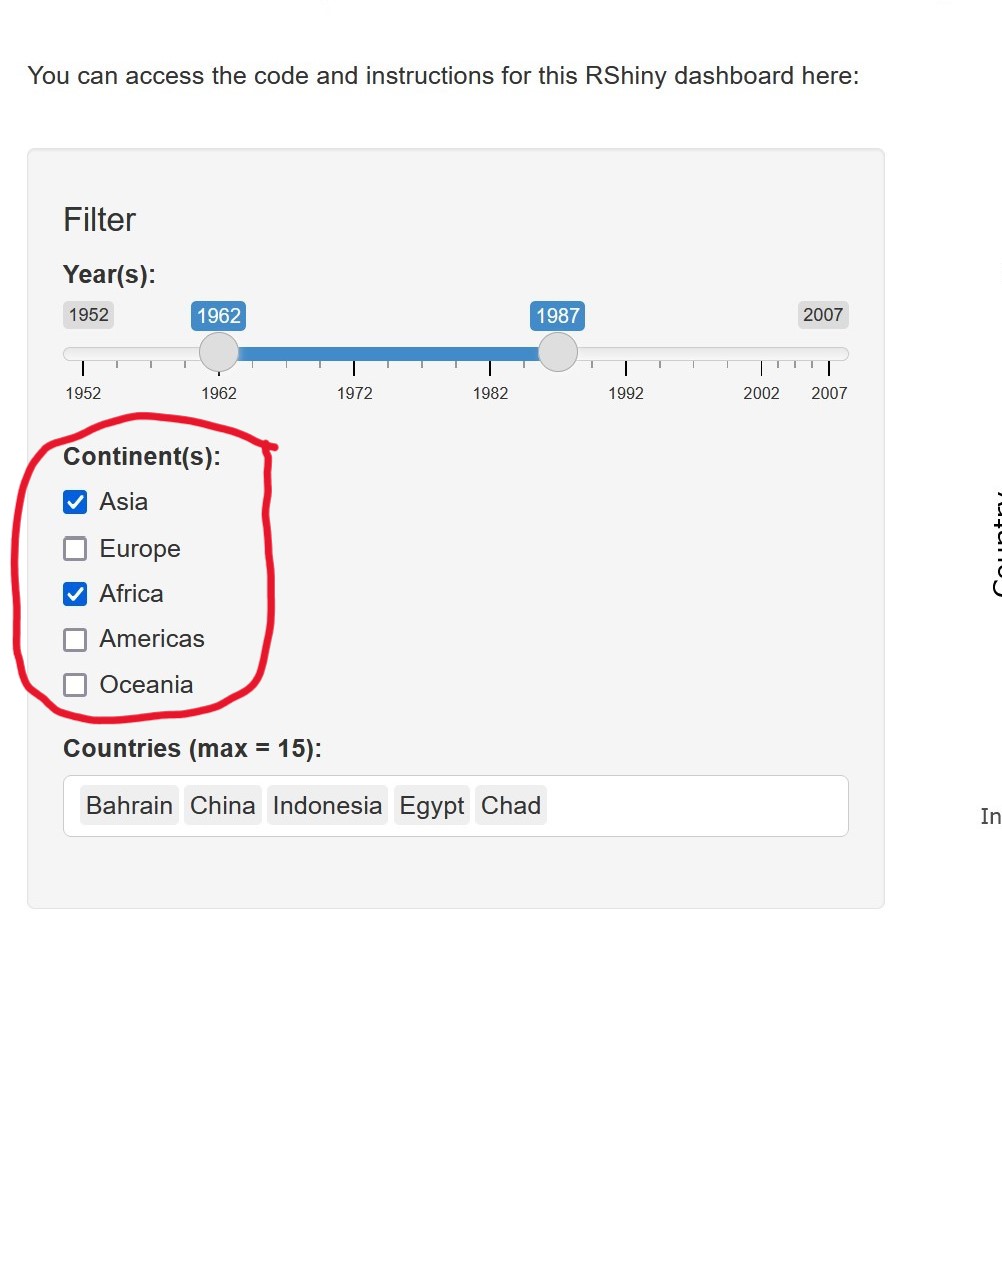 You can access the code and instructions for this RShiny dashboard here:
Filter
Year(s):
1952 1962 1987 2007
1952 1962 1972 1982 1992 2002 2007
Continent(s):
Asia
Europe
Africa
Americas
Oceania
Countries (max = 15):
Bahrain China Indonesia Egypt Chad
Country
In